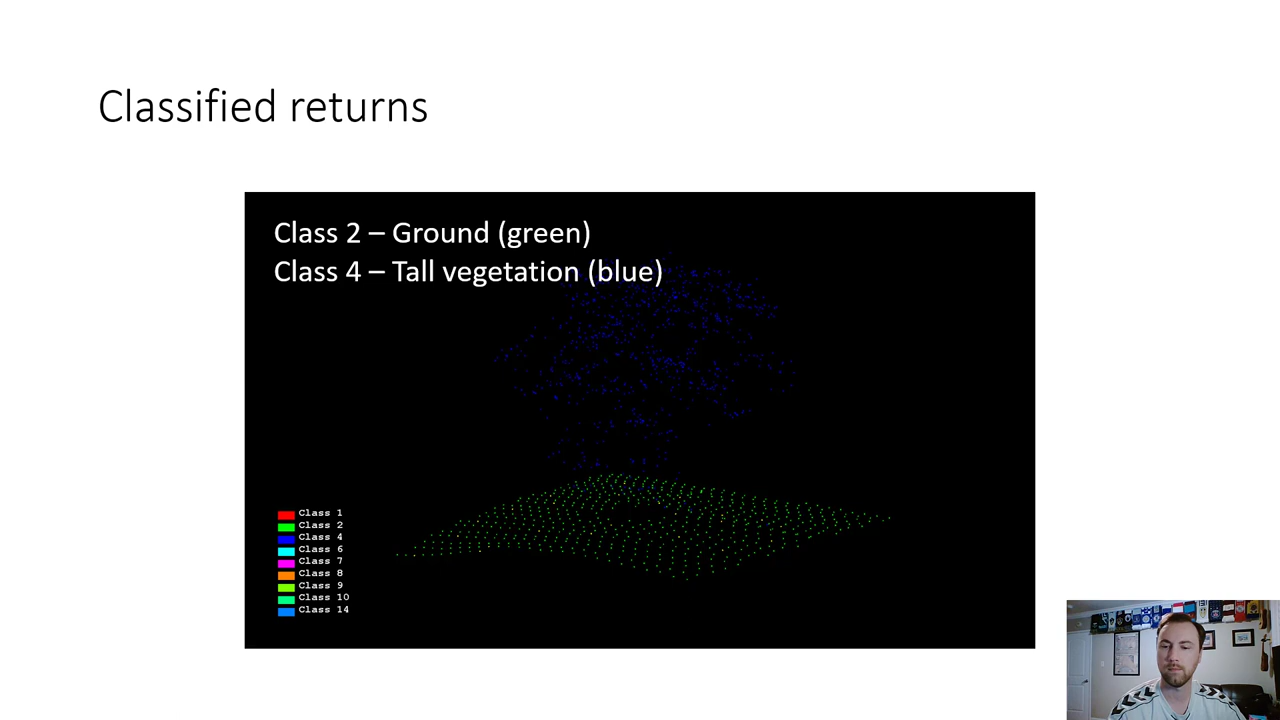 Classified returns
Class 2 – Ground (green)
Class 4 – Tall vegetation (blue)
Class 1
Class 2
Class 4
Class 6
Class 7
Class 8
Class 9
Class 10
Class 14